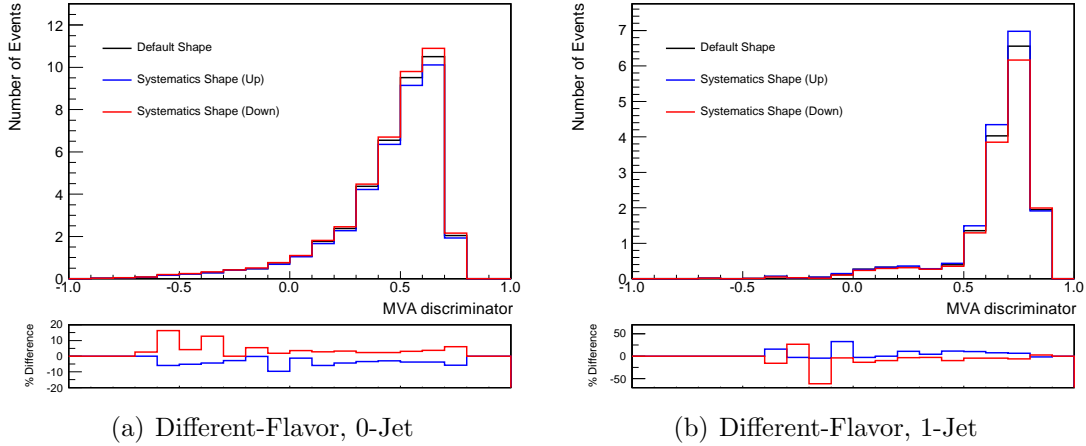 Number of Events
12
10
8
6
4
2
0
Default Shape
Systematics Shape (Up)
Systematics Shape (Down)
-1.0
-0.5
0.0
0.5
1.0
MVA discriminator
% Difference
20
10
0
-10
-20
(a) Different-Flavor, 0-Jet
Number of Events
7
6
5
4
3
2
1
0
Default Shape
Systematics Shape (Up)
Systematics Shape (Down)
-1.0
-0.5
0.0
0.5
1.0
MVA discriminator
% Difference
50
0
-50
(b) Different-Flavor, 1-Jet